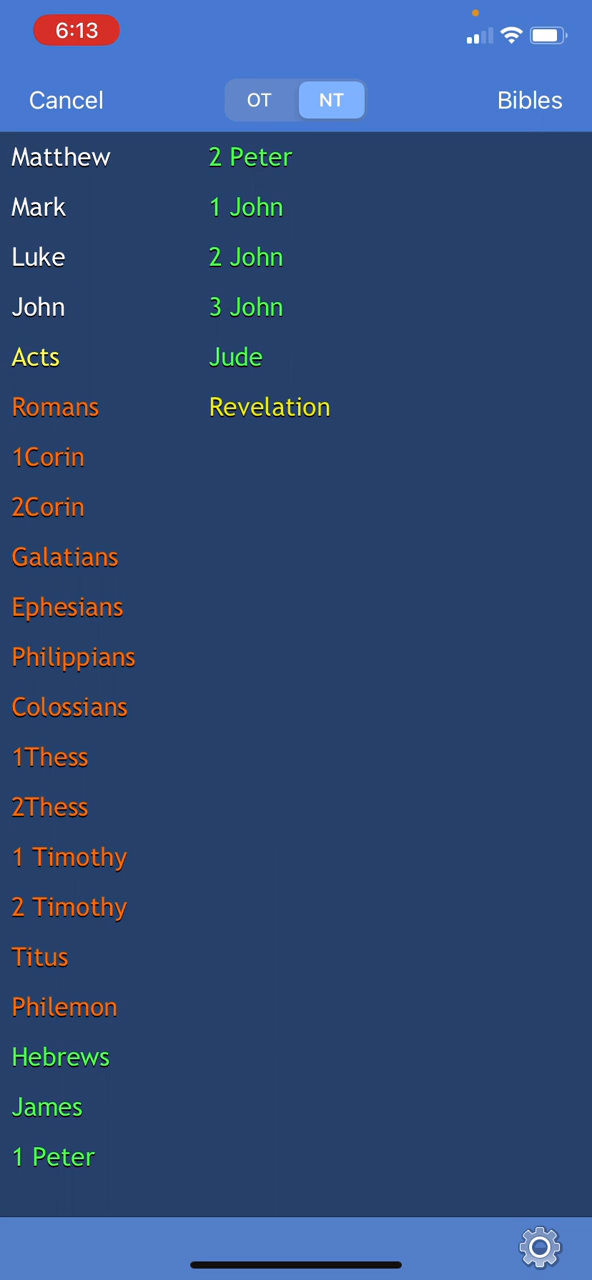 6:13
Cancel OT NT Bibles
Matthew
Mark
Luke
John
Acts
Romans
1Corin
2Corin
Galatians
Ephesians
Philippians
Colossians
1Thess
2Thess
1 Timothy
2 Timothy
Titus
Philemon
Hebrews
James
1 Peter
2 Peter
1 John
2 John
3 John
Jude
Revelation